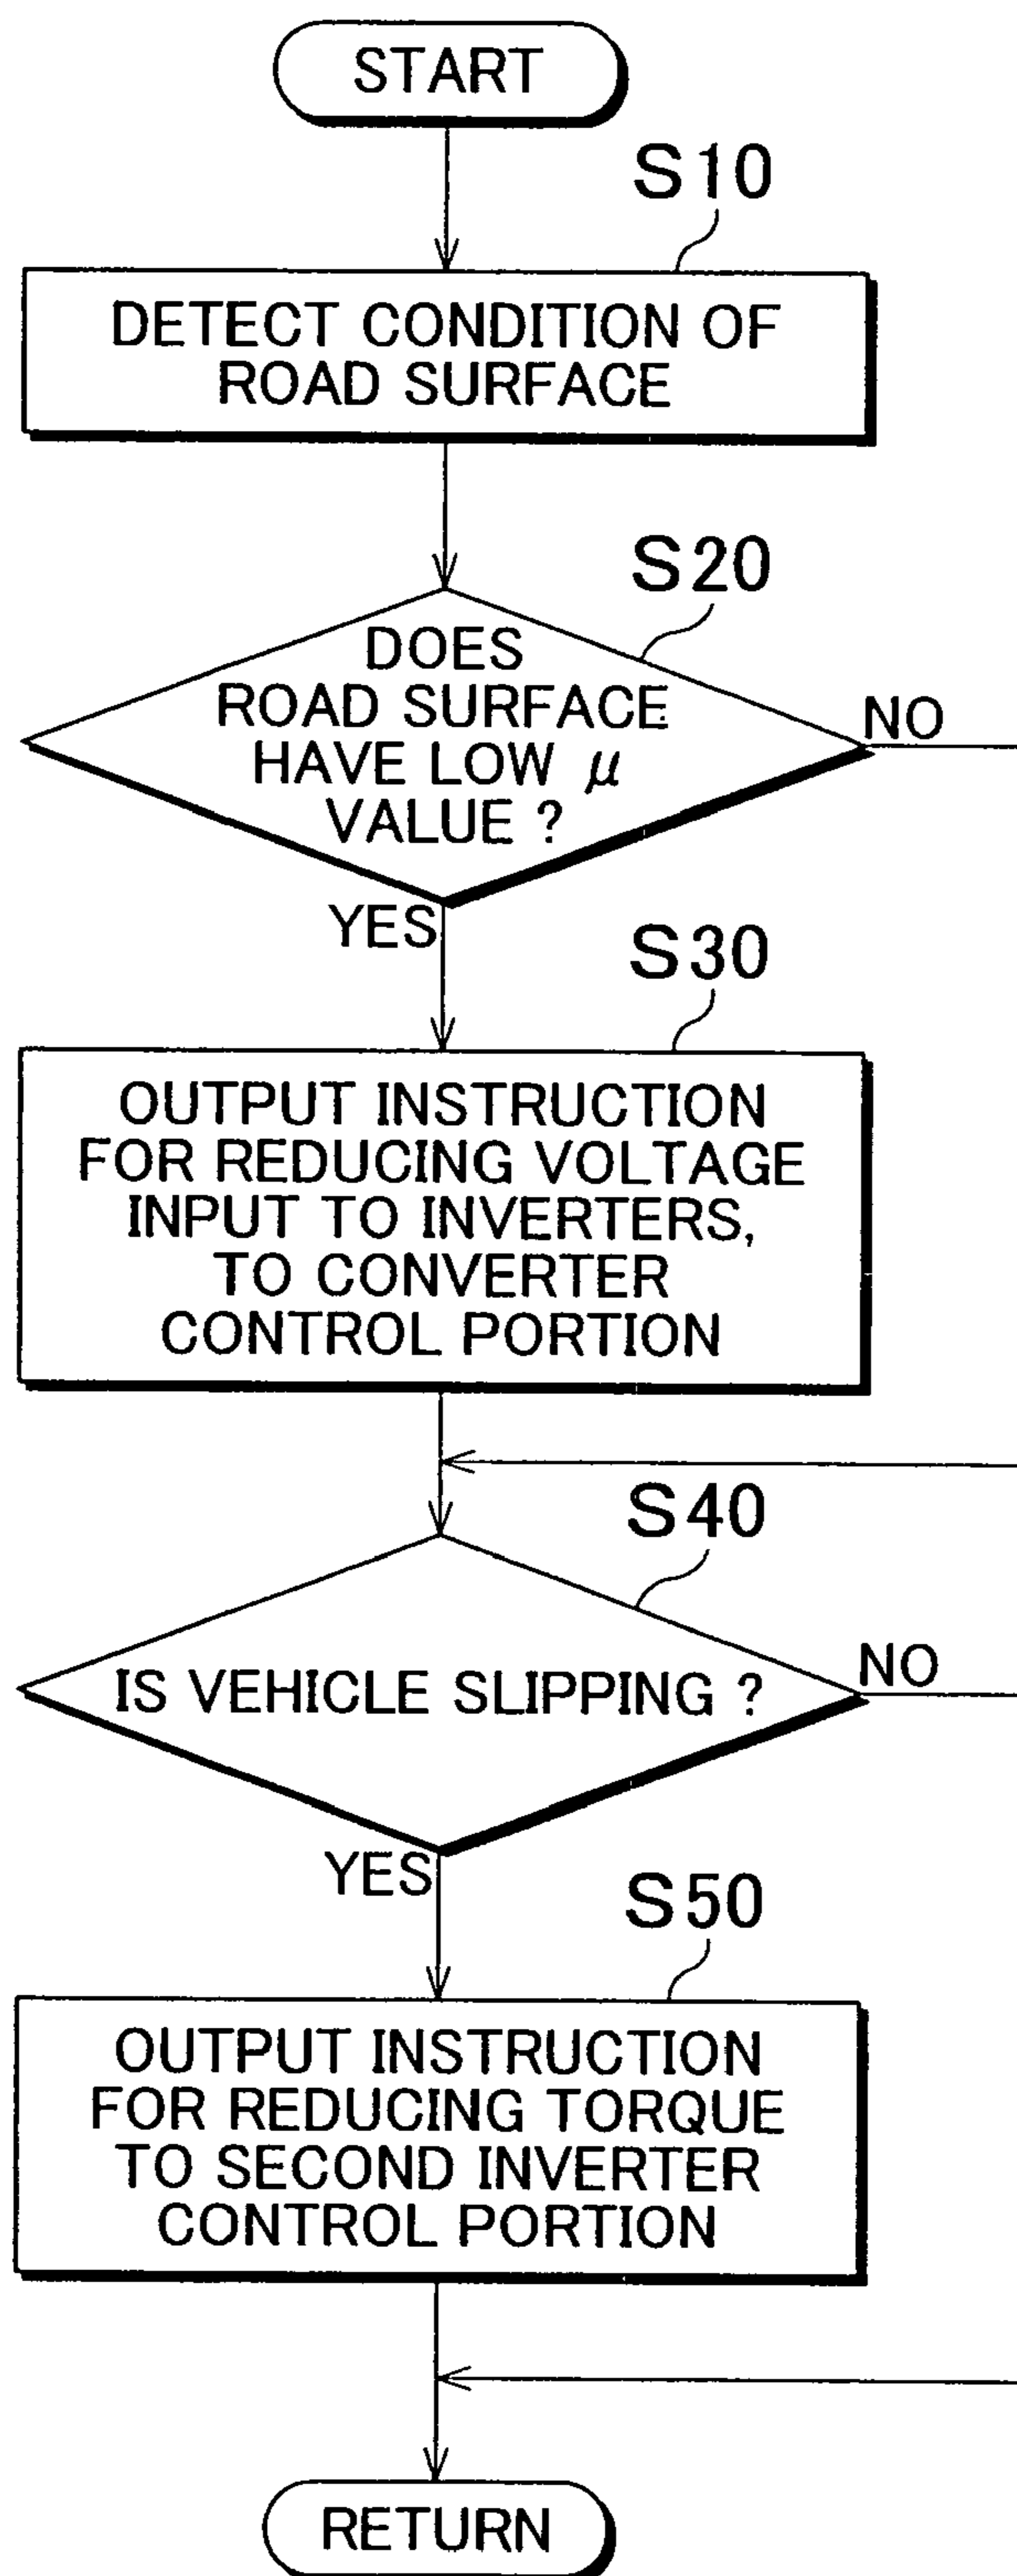 START
S10
DETECT CONDITION OF
ROAD SURFACE
S20
DOES
ROAD SURFACE
HAVE LOW μ
VALUE ?
NO
YES
S30
OUTPUT INSTRUCTION
FOR REDUCING VOLTAGE
INPUT TO INVERTERS,
TO CONVERTER
CONTROL PORTION
S40
IS VEHICLE SLIPPING ?
NO
YES
S50
OUTPUT INSTRUCTION
FOR REDUCING TORQUE
TO SECOND INVERTER
CONTROL PORTION
RETURN